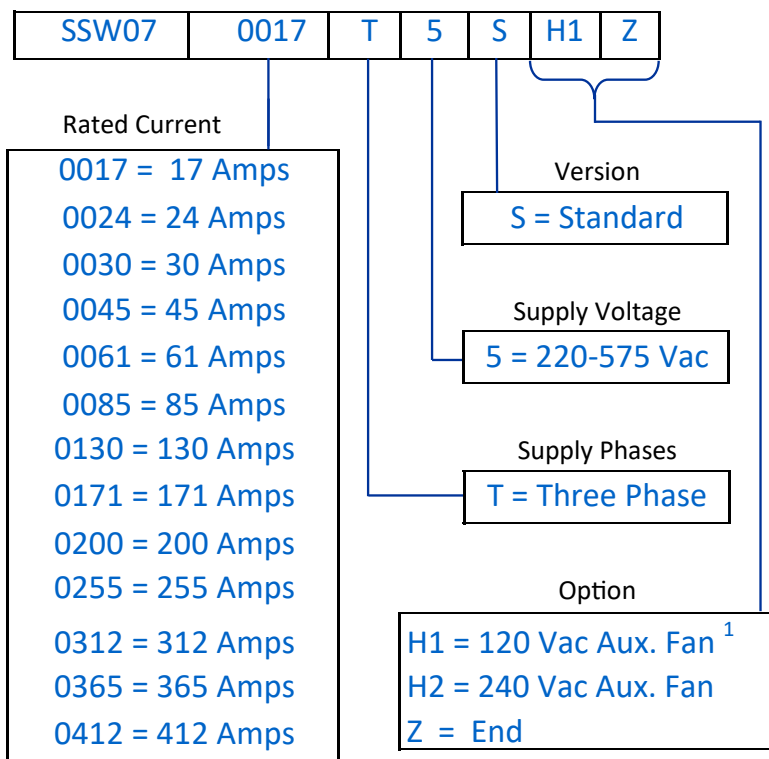 SSW07 0017 T 5 S H1 Z
Rated Current
0017 = 17 Amps
0024 = 24 Amps
0030 = 30 Amps
0045 = 45 Amps
0061 = 61 Amps
0085 = 85 Amps
0130 = 130 Amps
0171 = 171 Amps
0200 = 200 Amps
0255 = 255 Amps
0312 = 312 Amps
0365 = 365 Amps
0412 = 412 Amps
Version
S = Standard
Supply Voltage
5 = 220-575 Vac
Supply Phases
T = Three Phase
Option
H1 = 120 Vac Aux. Fan 1
H2 = 240 Vac Aux. Fan
Z = End